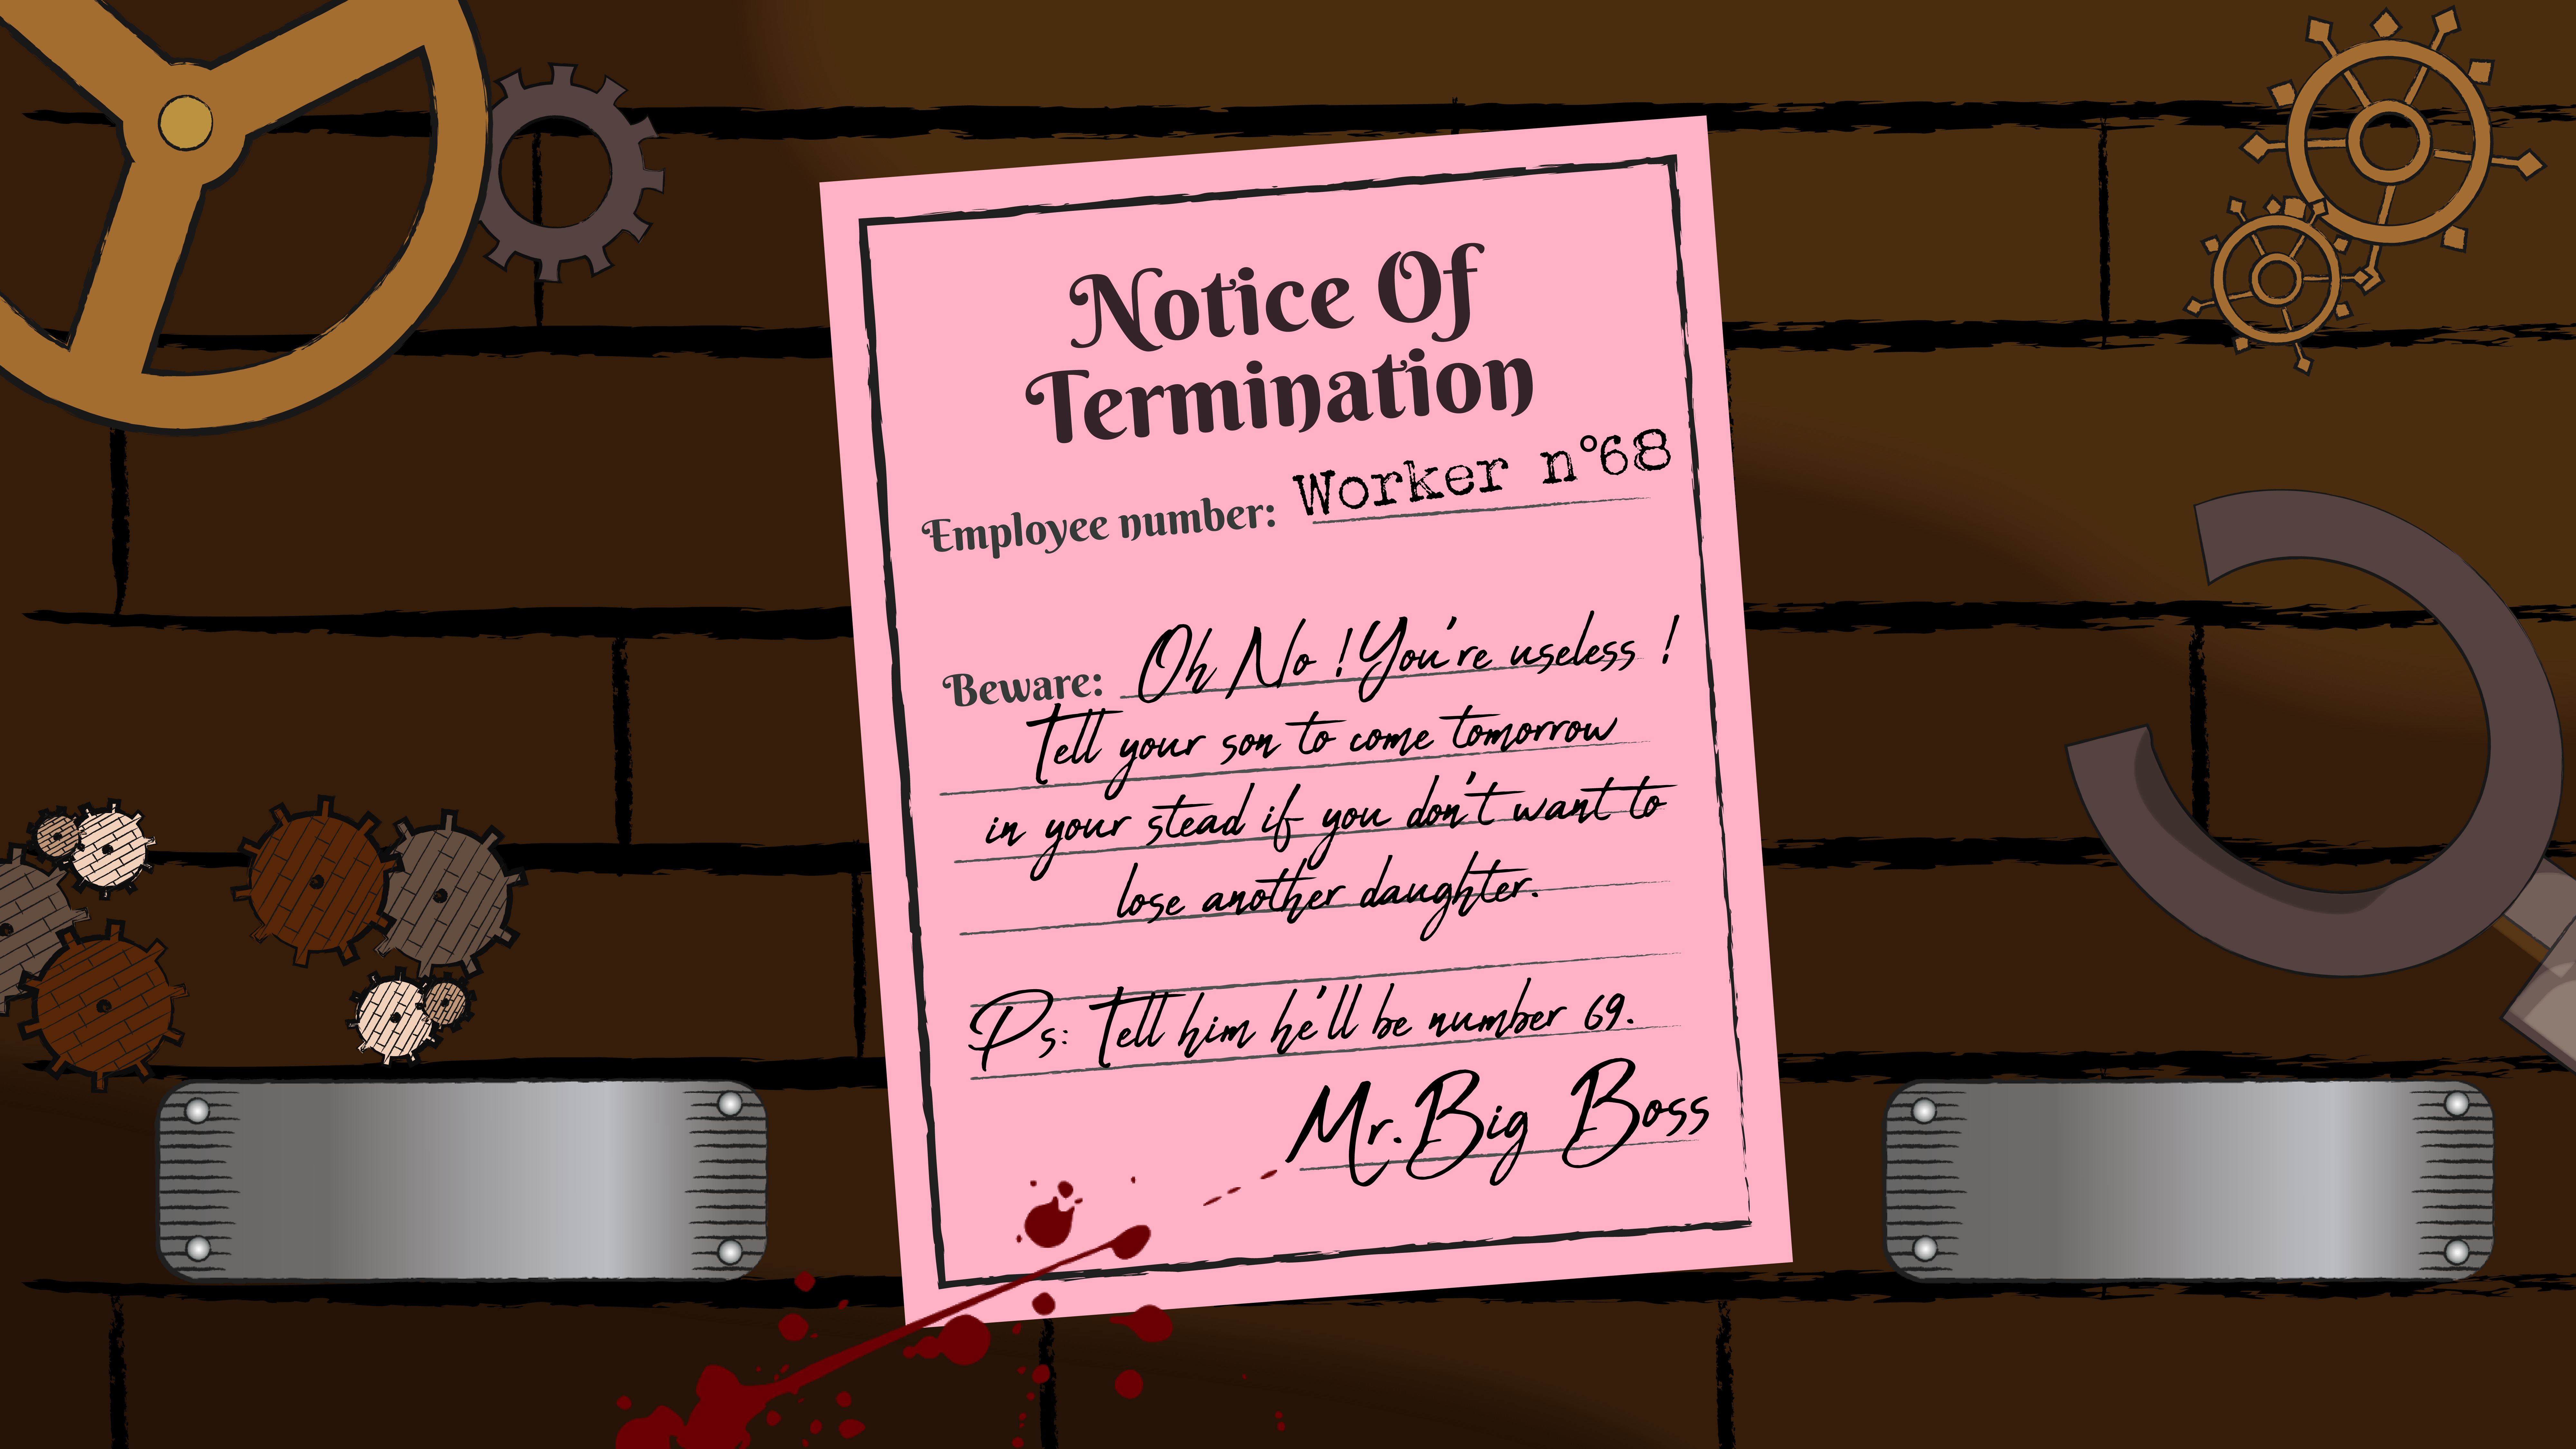 Notice Of
Termination
Employee number: Worker n°68
Beware: Oh No ! You're useless !
Tell your son to come tomorrow
in your stead if you don't want to
lose another daughter.
Ps: Tell him he'll be number 69.
Mr.Big Boss